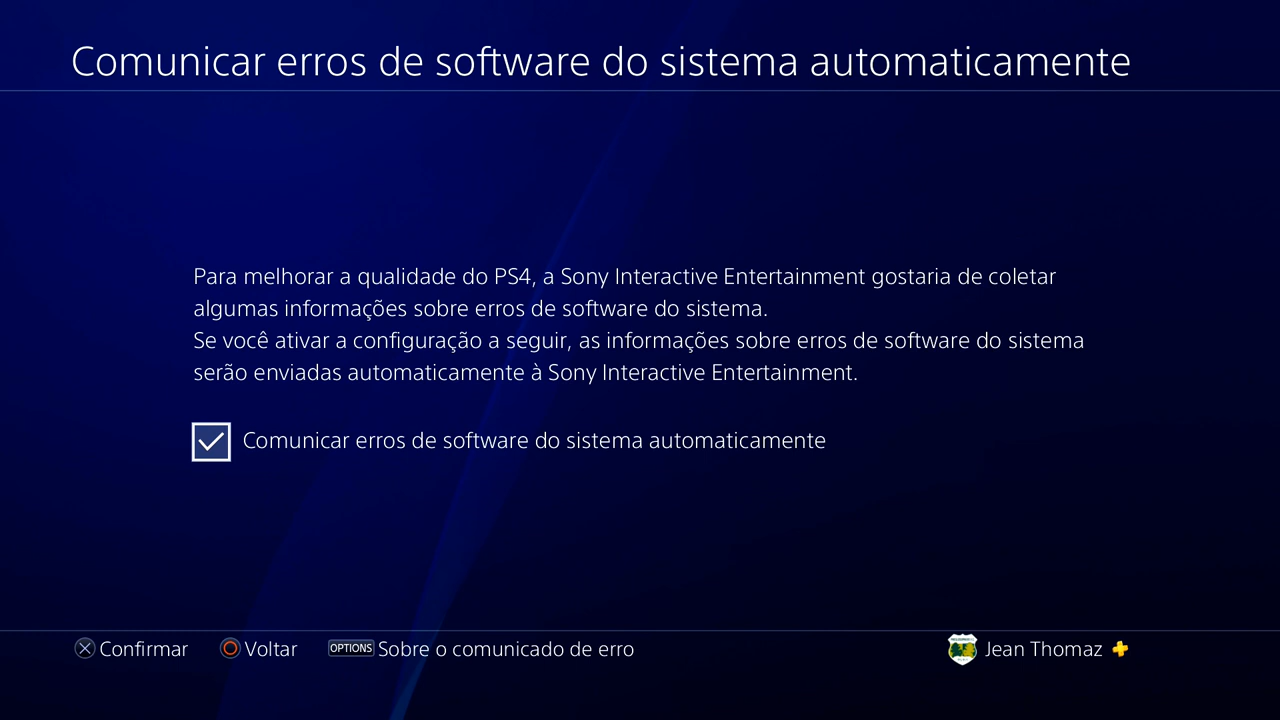 Comunicar erros de software do sistema automaticamente
Para melhorar a qualidade do PS4, a Sony Interactive Entertainment gostaria de coletar
algumas informações sobre erros de software do sistema.
Se você ativar a configuração a seguir, as informações sobre erros de software do sistema
serão enviadas automaticamente à Sony Interactive Entertainment.
Comunicar erros de software do sistema automaticamente
Confirmar Voltar OPTIONS Sobre o comunicado de erro Jean Thomaz